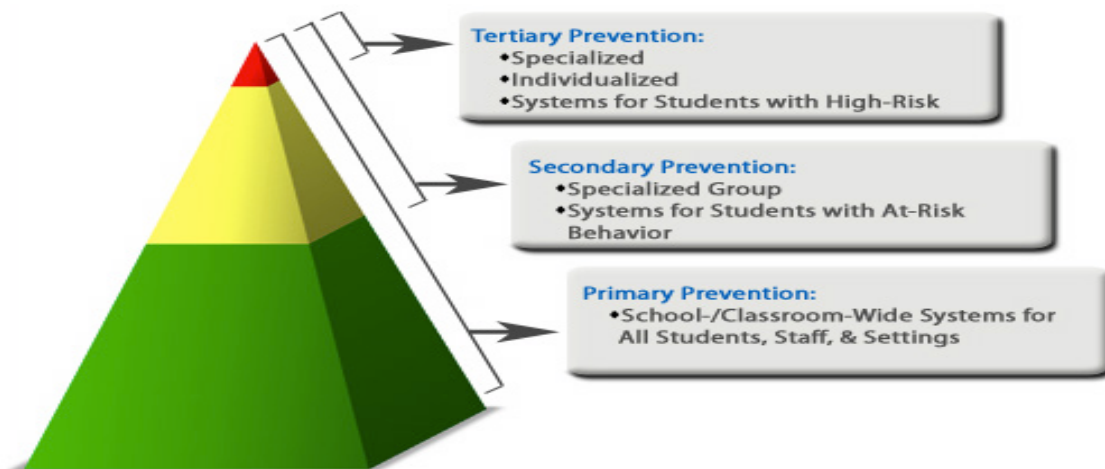 Tertiary Prevention:
◆Specialized
◆Individualized
◆Systems for Students with High-Risk
Secondary Prevention:
◆Specialized Group
◆Systems for Students with At-Risk
Behavior
Primary Prevention:
◆School-/Classroom-Wide Systems for
All Students, Staff, & Settings